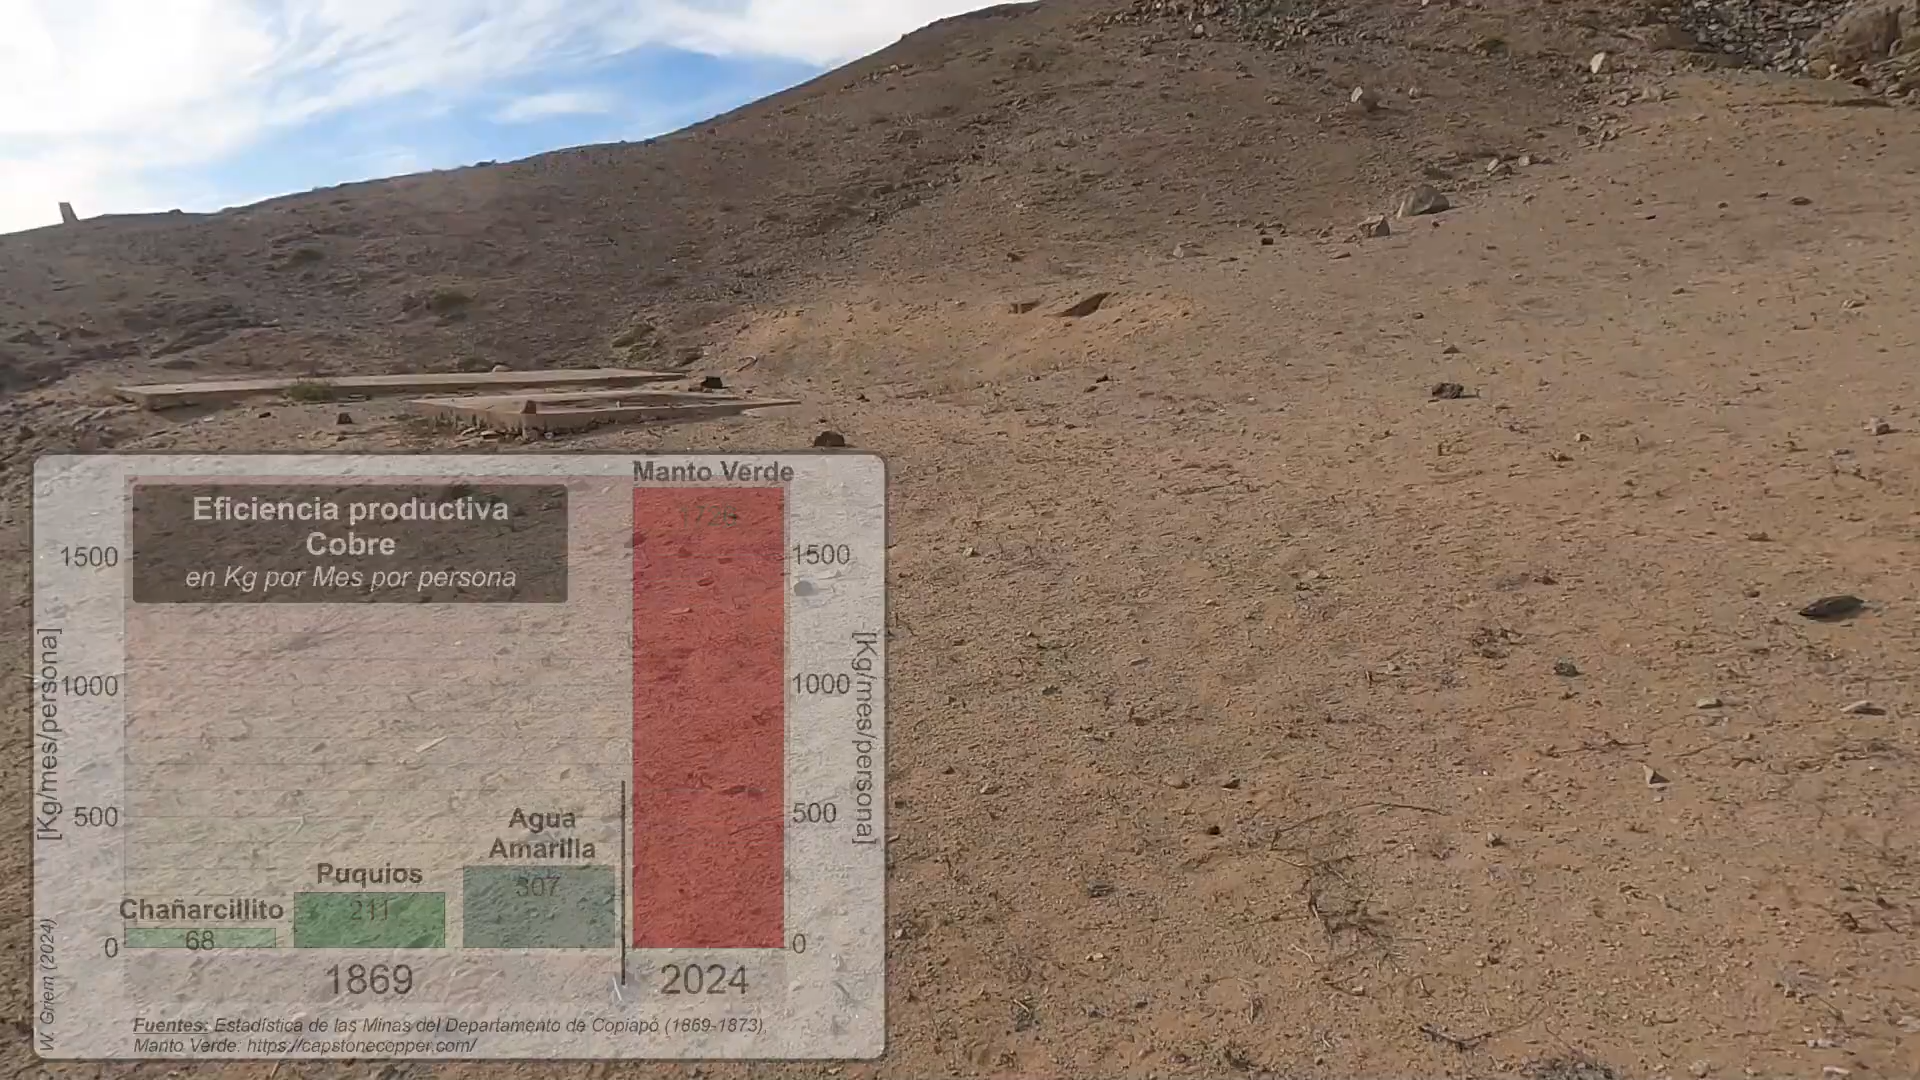 Manto Verde
Eficiencia productiva
Cobre
en Kg por Mes por persona
1500
1500
1000
1000
500
500
0
0
[Kg/mes/persona]
[Kg/mes/persona]
Agua
Amarilla
307
Puquios
211
Chañarcillito
68
1869
2024
W. Griem (2024)
Fuentes: Estadística de las Minas del Departamento de Copiapó (1869-1873),
Manto Verde: https://capstonecopper.com/